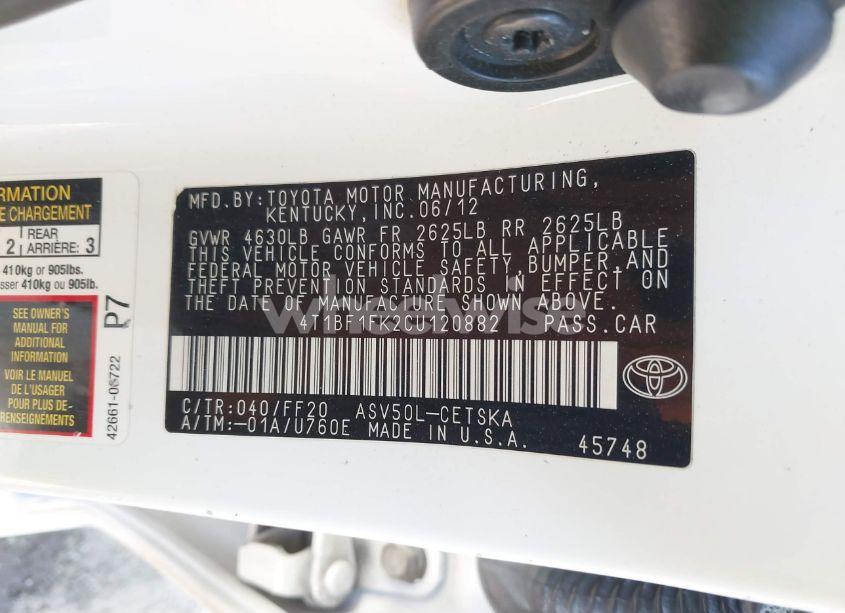 RMATION
E CHARGEMENT
2 REAR ARRIÈRE: 3
410kg or 905lbs.
sser 410kg ou 905lb.
SEE OWNER'S
MANUAL FOR
ADDITIONAL
INFORMATION
VOIR LE MANUEL
DE L'USAGER
POUR PLUS DE
RENSEIGNEMENTS
P7
MFD.BY:TOYOTA MOTOR MANUFACTURING,
KENTUCKY, INC.06/12
GVWR 4630LB GAWR FR 2625LB RR 2625LB
THIS VEHICLE CONFORMS TO ALL APPLICABLE
FEDERAL MOTOR VEHICLE SAFETY,BUMPER,AND
THEFT PREVENTION STANDARDS IN EFFECT ON
THE DATE OF MANUFACTURE SHOWN ABOVE.
4T1BF1FK2CU120882 PASS.CAR
C/TR:040/FF20 ASV50L-CETSKA
A/TM:-01A/U760E MADE IN U.S.A.
45748
wheelwise